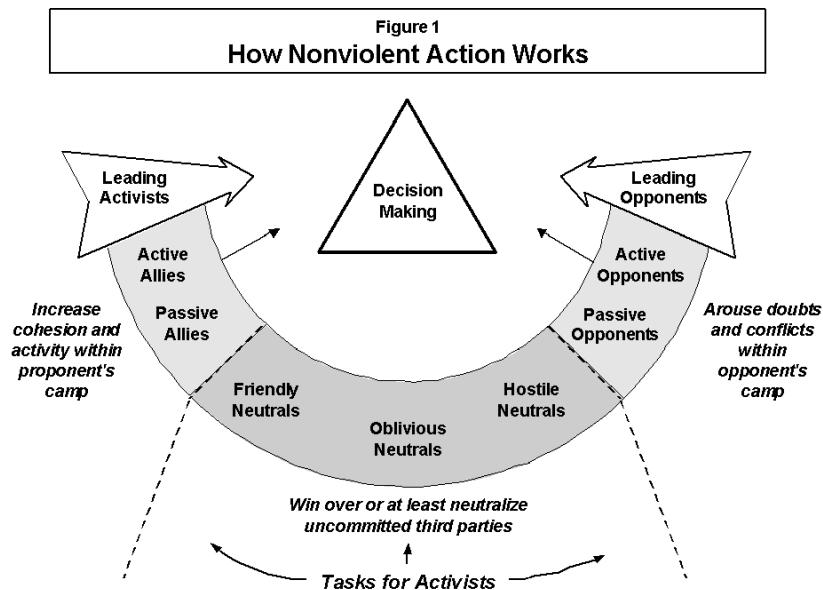 Figure 1
How Nonviolent Action Works
Leading
Activists
Decision
Making
Leading
Opponents
Active
Allies
Active
Opponents
Passive
Allies
Passive
Opponents
Increase
cohesion and
activity within
proponent's
camp
Arouse doubts
and conflicts
within
opponent's
camp
Friendly
Neutrals
Oblivious
Neutrals
Hostile
Neutrals
Win over or at least neutralize
uncommitted third parties
Tasks for Activists